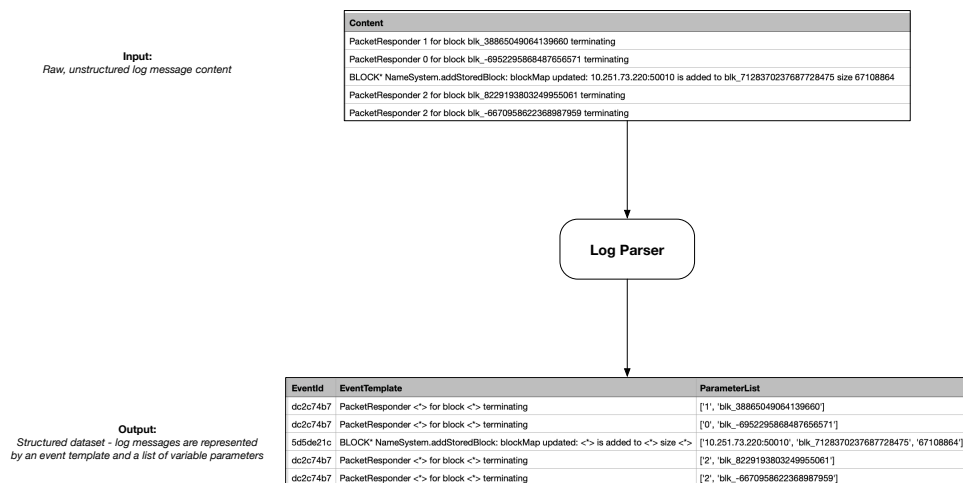 Content
PacketResponder 1 for block blk_38865049064139660 terminating
PacketResponder 0 for block blk_-6952295868487656571 terminating
BLOCK* NameSystem.addStoredBlock: blockMap updated: 10.251.73.220:50010 is added to blk_7128370237687728475 size 67108864
PacketResponder 2 for block blk_8229193803249955061 terminating
PacketResponder 2 for block blk_-6670958622368987959 terminating
Input:
Raw, unstructured log message content
Log Parser
Output:
Structured dataset - log messages are represented
by an event template and a list of variable parameters
EventId EventTemplate ParameterList
dc2c74b7 PacketResponder <*> for block <*> terminating ['1', 'blk_38865049064139660']
dc2c74b7 PacketResponder <*> for block <*> terminating ['0', 'blk_-6952295868487656571']
5d5de21c BLOCK* NameSystem.addStoredBlock: blockMap updated: <*> is added to <*> size <*> ['10.251.73.220:50010', 'blk_7128370237687728475', '67108864']
dc2c74b7 PacketResponder <*> for block <*> terminating ['2', 'blk_8229193803249955061']
dc2c74b7 PacketResponder <*> for block <*> terminating ['2', 'blk_-6670958622368987959']